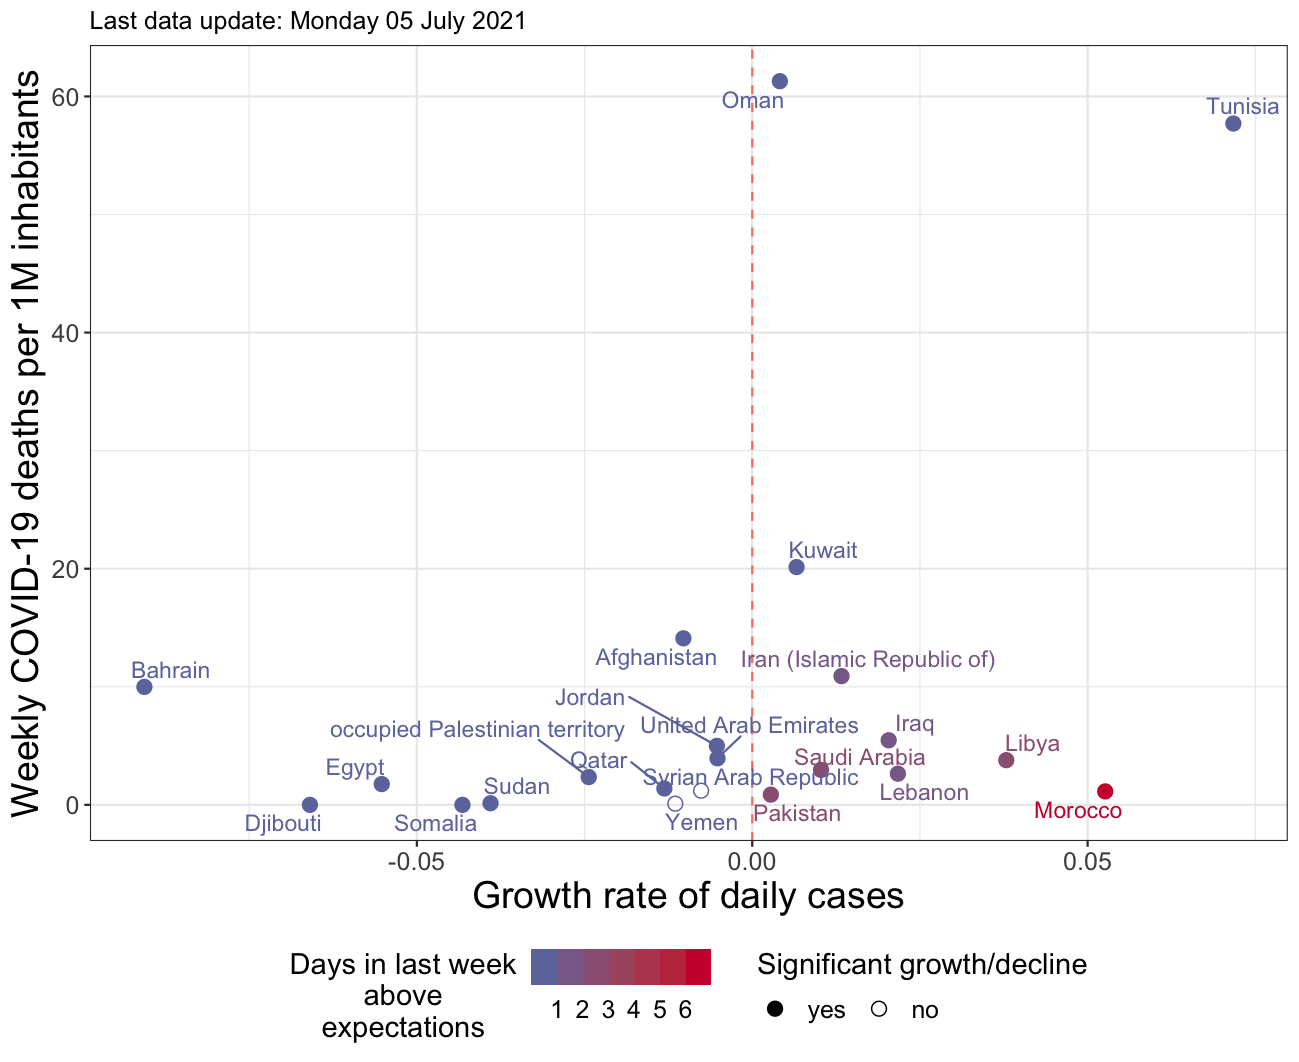 Last data update: Monday 05 July 2021
Weekly COVID-19 deaths per 1M inhabitants
60
40
20
0
Oman
Tunisia
Kuwait
Afghanistan
Iran (Islamic Republic of)
Bahrain
Jordan
occupied Palestinian territory
United Arab Emirates
Iraq
Libya
Egypt
Qatar
Saudi Arabia
Syrian Arab Republic
Sudan
Lebanon
Djibouti
Somalia
Yemen
Pakistan
Morocco
-0.05
0.00
0.05
Growth rate of daily cases
Days in last week
above
expectations
1 2 3 4 5 6
Significant growth/decline
yes
no